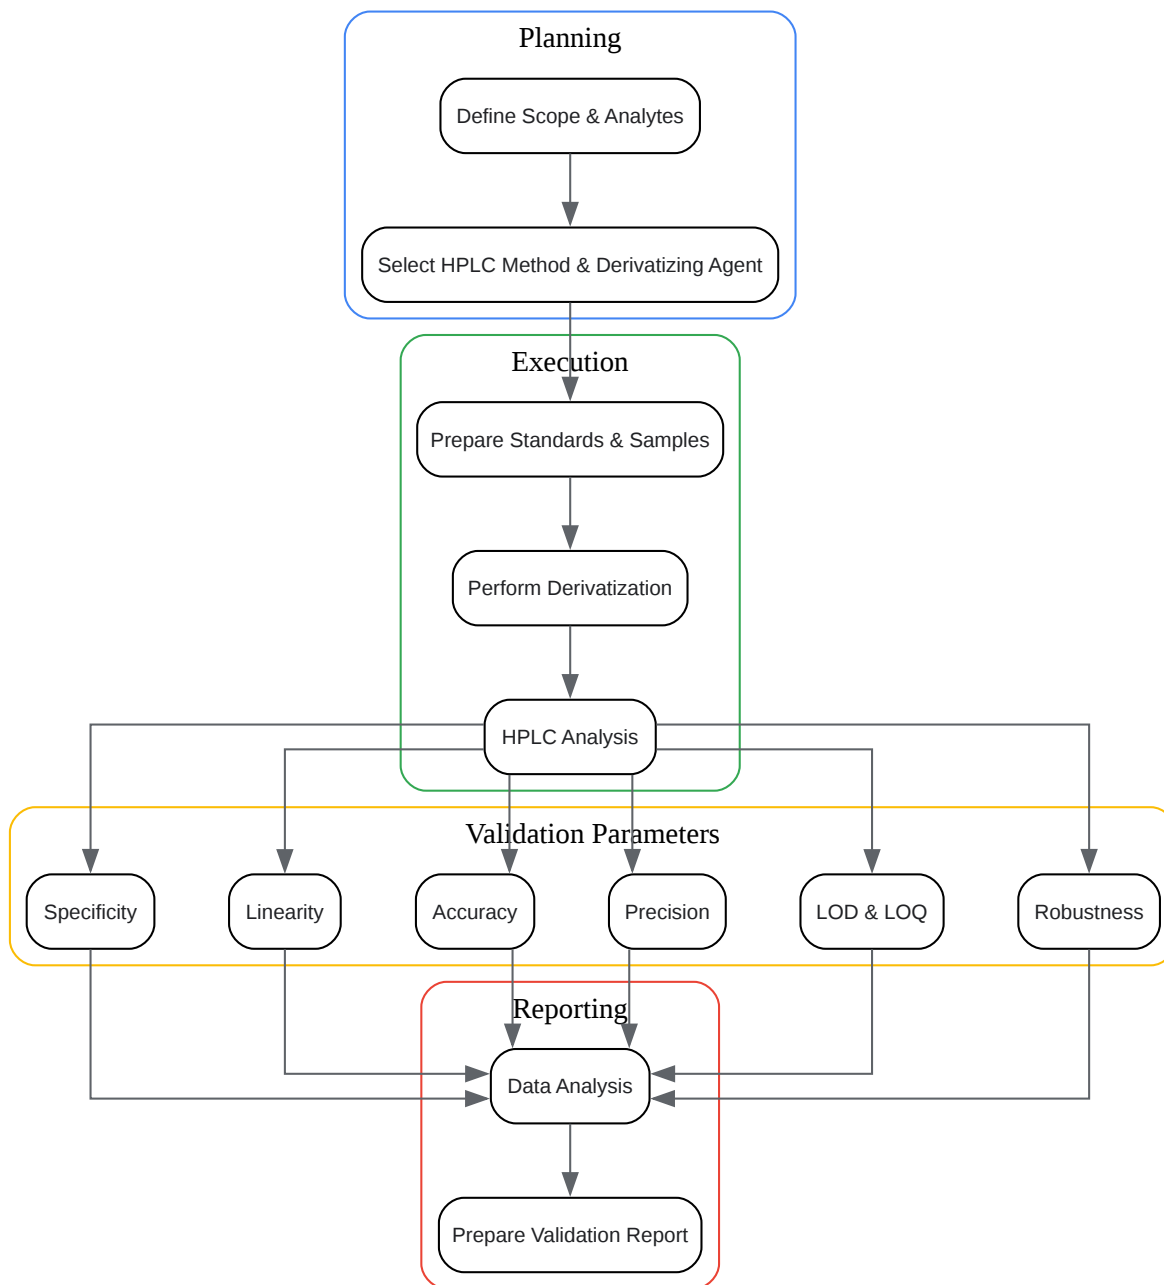 Planning
Define Scope & Analytes
Select HPLC Method & Derivatizing Agent
Execution
Prepare Standards & Samples
Perform Derivatization
HPLC Analysis
Validation Parameters
Specificity
Linearity
Accuracy
Precision
LOD & LOQ
Robustness
Reporting
Data Analysis
Prepare Validation Report